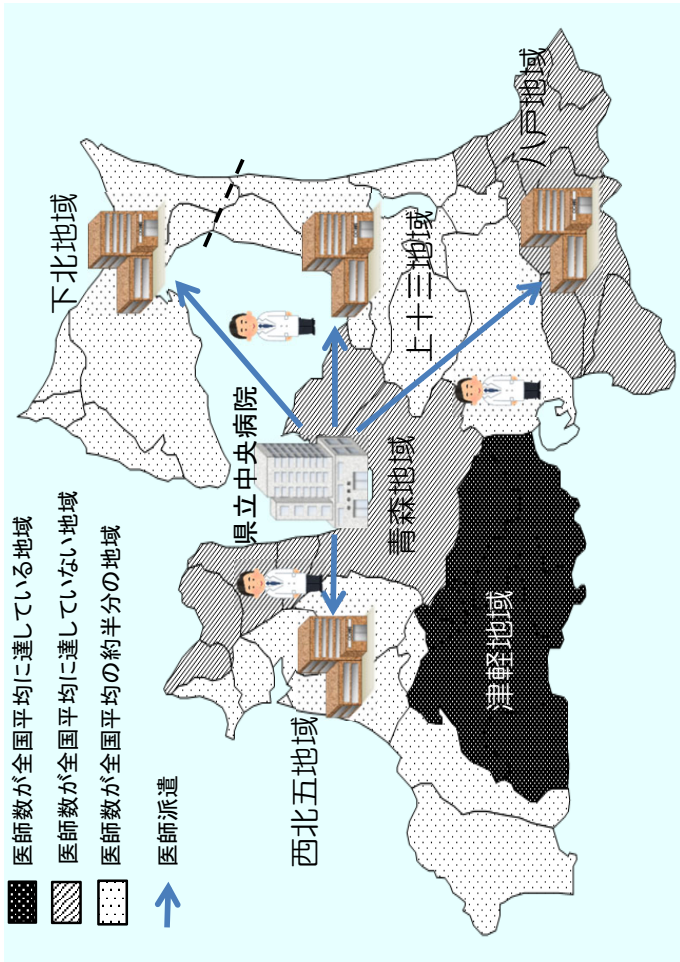 医師数が全国平均に達している地域
医師数が全国平均に達していない地域
医師数が全国平均の約半分の地域
医師派遣
下北地域
県立中央病院
青森地域
上十三地域
八戸地域
西北五地域
津軽地域